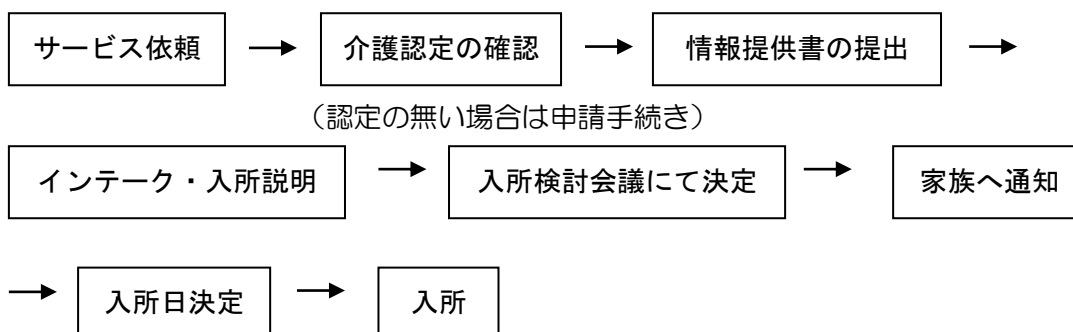 サービス依頼 → 介護認定の確認 → 情報提供書の提出 →
（認定の無い場合は申請手続き）
インテーク・入所説明 → 入所検討会議にて決定 → 家族へ通知
→ 入所日決定 → 入所